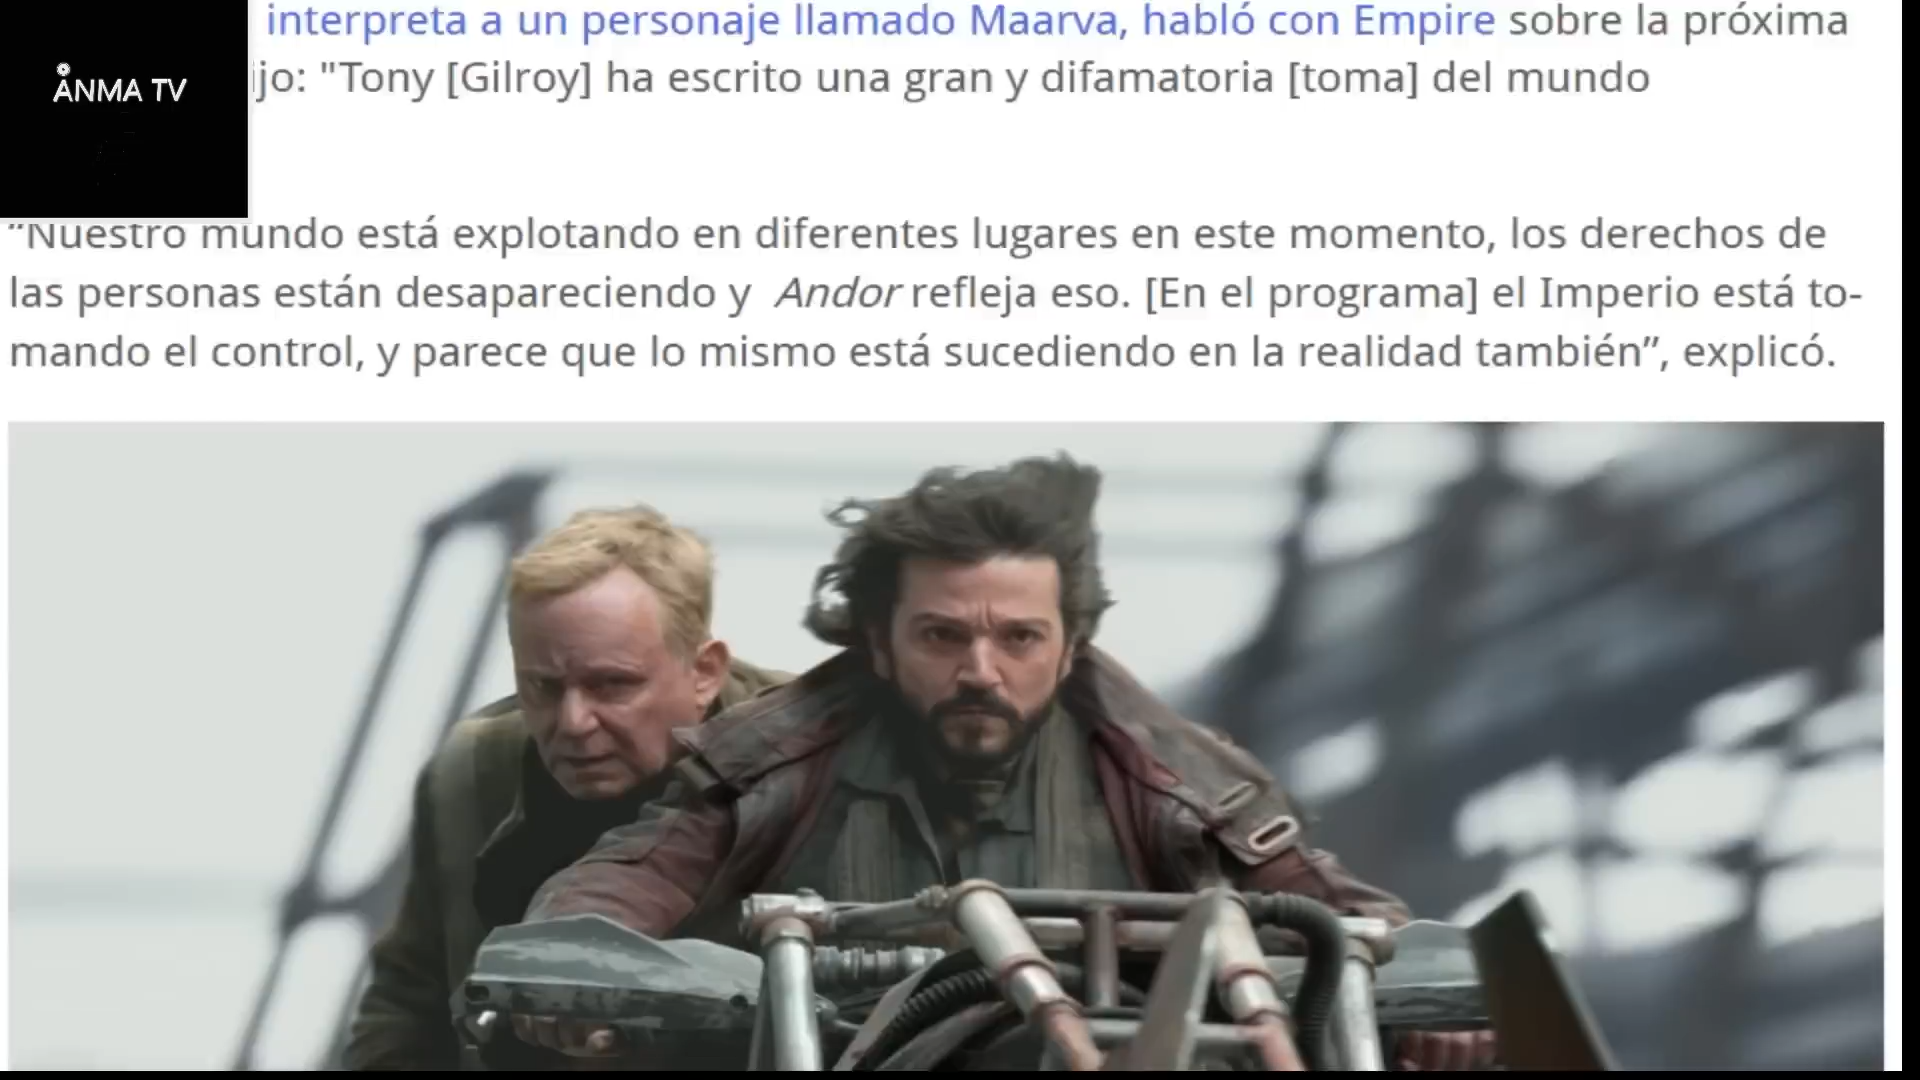 interpreta a un personaje llamado Maarva, habló con Empire sobre la próxima
ÅNMA TV
ijo: "Tony [Gilroy] ha escrito una gran y difamatoria [toma] del mundo
“Nuestro mundo está explotando en diferentes lugares en este momento, los derechos de
las personas están desapareciendo y Andor refleja eso. [En el programa] el Imperio está to-
mando el control, y parece que lo mismo está sucediendo en la realidad también”, explicó.